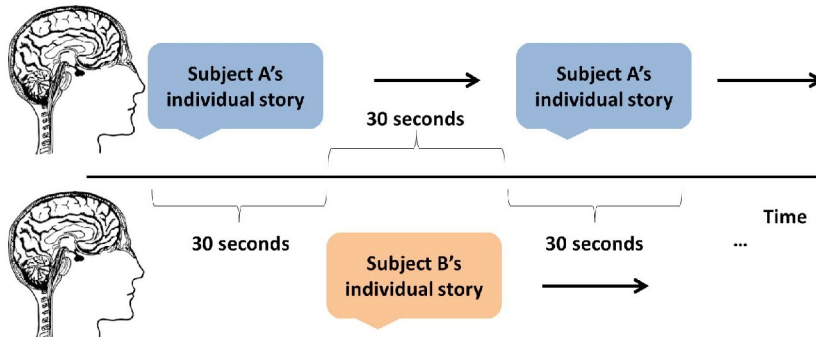 Subject A's
individual story
Subject A's
individual story
30 seconds
30 seconds
30 seconds
Time
...
Subject B's
individual story